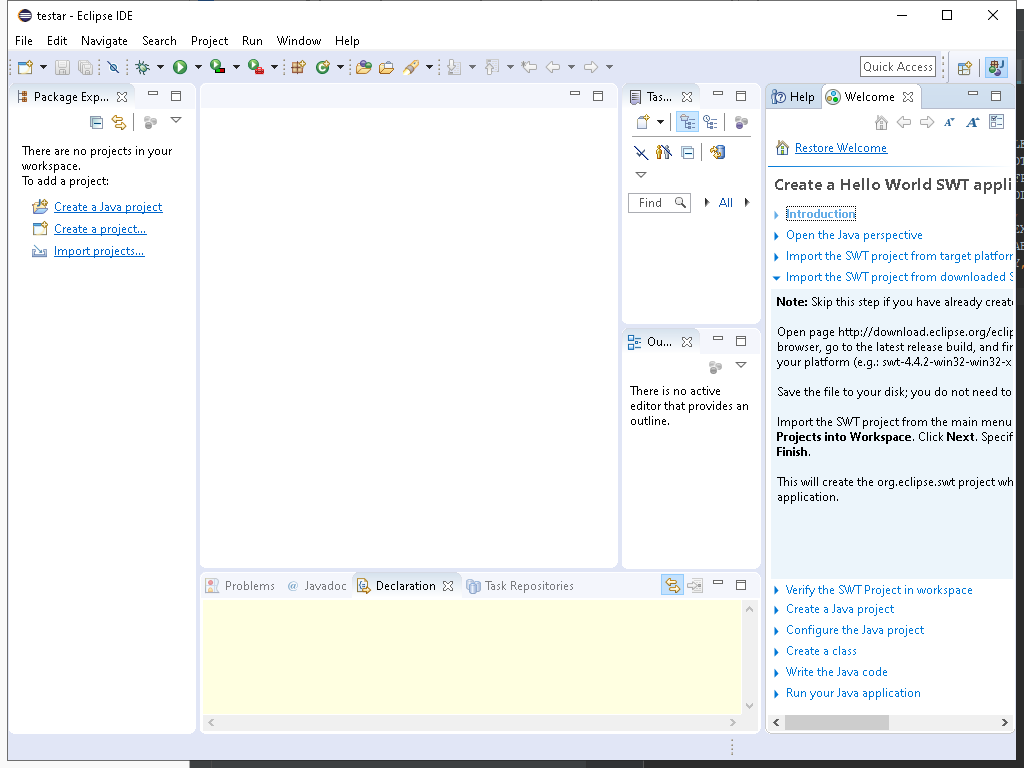 testar - Eclipse IDE
File Edit Navigate Search Project Run Window Help
Quick Access
Package Exp...
There are no projects in your
workspace.
To add a project:
Create a Java project
Create a project...
Import projects...
Tas...
Find
All
Ou...
There is no active
editor that provides an
outline.
Problems
@ Javadoc
Declaration
Task Repositories
Help
Welcome
Restore Welcome
Create a Hello World SWT appli
Introduction
Open the Java perspective
Import the SWT project from target platform
Import the SWT project from downloaded S
Note: Skip this step if you have already create
Open page http://download.eclipse.org/eclip
browser, go to the latest release build, and fin
your platform (e.g.: swt-4.4.2-win32-win32-x
Save the file to your disk; you do not need to
Import the SWT project from the main menu
Projects into Workspace. Click Next. Specif
Finish.
This will create the org.eclipse.swt project wh
application.
Verify the SWT Project in workspace
Create a Java project
Configure the Java project
Create a class
Write the Java code
Run your Java application